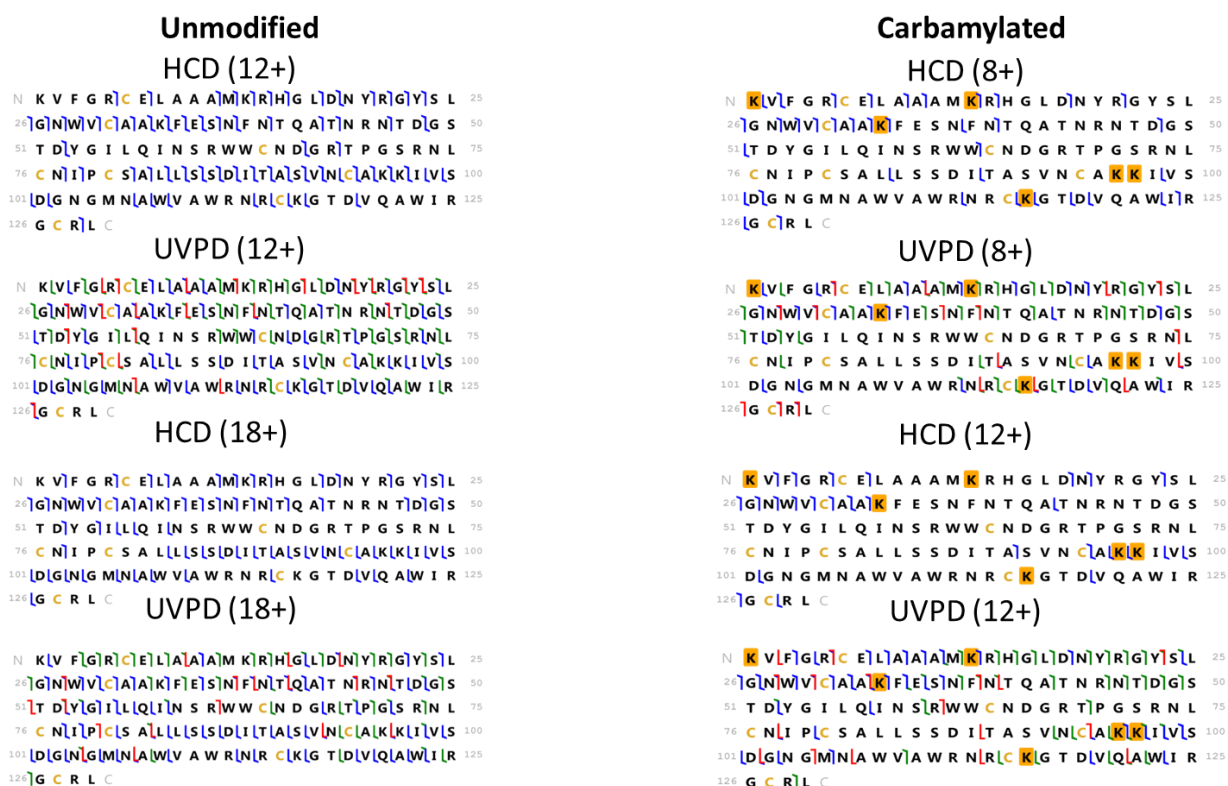 Unmodified
HCD (12+)
N K V F G R C E L A A A M K R H G L D N Y R G Y S L 25
26 G N W V C A A K F E S N F N T Q A T N R N T D G S 50
51 T D Y G I L Q I N S R W W C N D G R T P G S R N L 75
76 C N I P C S A L L S S D I T A S V N C A K K I V S 100
101 D G N G M N A W V A W R N R C K G T D V Q A W I R 125
126 G C R L C
UVPD (12+)
N K V F G R C E L A A A M K R H G L D N Y R G Y S L 25
26 G N W V C A A K F E S N F N T Q A T N R N T D G S 50
51 T D Y G I L Q I N S R W W C N D G R T P G S R N L 75
76 C N I P C S A L L S S D I T A S V N C A K K I V S 100
101 D G N G M N A W V A W R N R C K G T D V Q A W I R 125
126 G C R L C
HCD (18+)
N K V F G R C E L A A A M K R H G L D N Y R G Y S L 25
26 G N W V C A A K F E S N F N T Q A T N R N T D G S 50
51 T D Y G I L Q I N S R W W C N D G R T P G S R N L 75
76 C N I P C S A L L S S D I T A S V N C A K K I V S 100
101 D G N G M N A W V A W R N R C K G T D V Q A W I R 125
126 G C R L C
UVPD (18+)
N K V F G R C E L A A A M K R H G L D N Y R G Y S L 25
26 G N W V C A A K F E S N F N T Q A T N R N T D G S 50
51 T D Y G I L Q I N S R W W C N D G R T P G S R N L 75
76 C N I P C S A L L S S D I T A S V N C A K K I V S 100
101 D G N G M N A W V A W R N R C K G T D V Q A W I R 125
126 G C R L C
Carbamylated
HCD (8+)
N K V F G R C E L A A A M K R H G L D N Y R G Y S L 25
26 G N W V C A A K F E S N F N T Q A T N R N T D G S 50
51 T D Y G I L Q I N S R W W C N D G R T P G S R N L 75
76 C N I P C S A L L S S D I T A S V N C A K K I V S 100
101 D G N G M N A W V A W R N R C K G T D V Q A W I R 125
126 G C R L C
UVPD (8+)
N K V F G R C E L A A A M K R H G L D N Y R G Y S L 25
26 G N W V C A A K F E S N F N T Q A T N R N T D G S 50
51 T D Y G I L Q I N S R W W C N D G R T P G S R N L 75
76 C N I P C S A L L S S D I T A S V N C A K K I V S 100
101 D G N G M N A W V A W R N R C K G T D V Q A W I R 125
126 G C R L C
HCD (12+)
N K V F G R C E L A A A M K R H G L D N Y R G Y S L 25
26 G N W V C A A K F E S N F N T Q A T N R N T D G S 50
51 T D Y G I L Q I N S R W W C N D G R T P G S R N L 75
76 C N I P C S A L L S S D I T A S V N C A K K I V S 100
101 D G N G M N A W V A W R N R C K G T D V Q A W I R 125
126 G C R L C
UVPD (12+)
N K V F G R C E L A A A M K R H G L D N Y R G Y S L 25
26 G N W V C A A K F E S N F N T Q A T N R N T D G S 50
51 T D Y G I L Q I N S R W W C N D G R T P G S R N L 75
76 C N I P C S A L L S S D I T A S V N C A K K I V S 100
101 D G N G M N A W V A W R N R C K G T D V Q A W I R 125
126 G C R L C